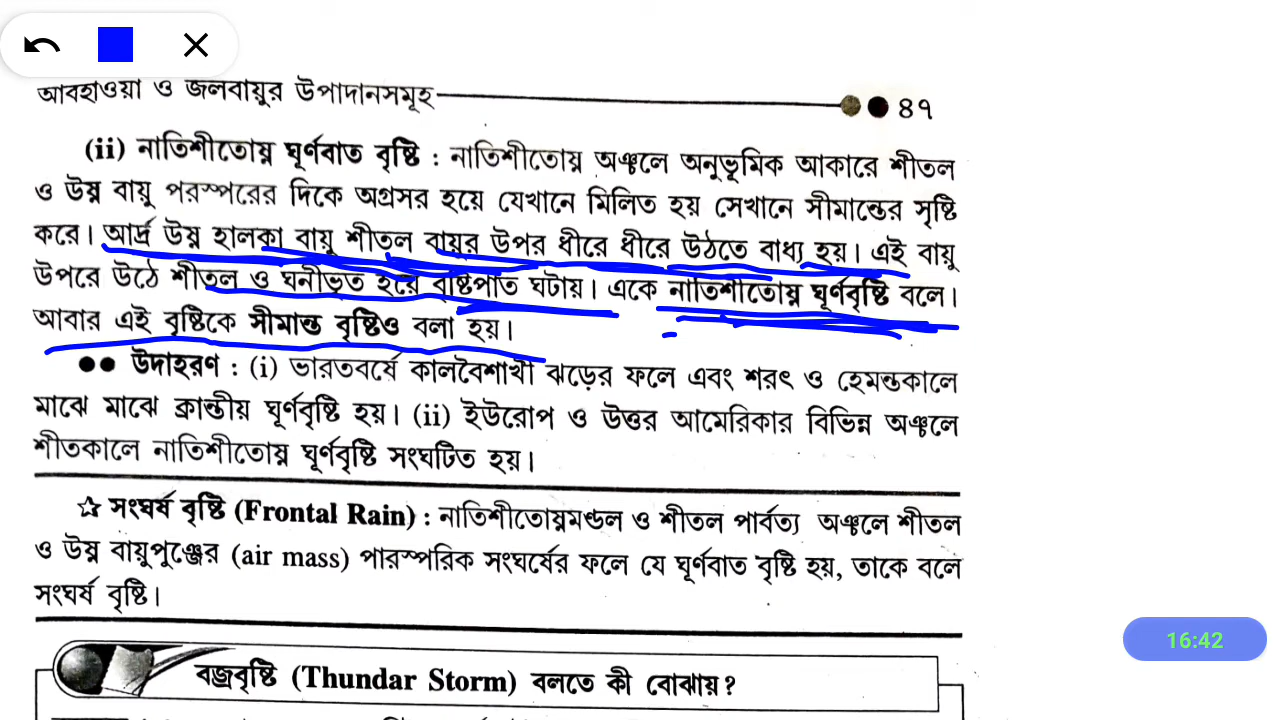 আবহাওয়া ও জলবায়ুর উপাদানসমূহ ৪৭
(ii) নাতিশীতোষ্ণ ঘূর্ণবাত বৃষ্টি : নাতিশীতোষ্ণ অঞ্চলে অনুভূমিক আকারে শীতল
ও উষ্ণ বায়ু পরস্পরের দিকে অগ্রসর হয়ে যেখানে মিলিত হয় সেখানে সীমান্তের সৃষ্টি
করে। আর্দ্র উষ্ণ হালকা বায়ু শীতল বায়ুর উপর ধীরে ধীরে উঠতে বাধ্য হয়। এই বায়ু
উপরে উঠে শীতল ও ঘনীভূত হয়ে বৃষ্টিপাত ঘটায়। একে নাতিশীতোষ্ণ ঘূর্ণবৃষ্টি বলে।
আবার এই বৃষ্টিকে সীমান্ত বৃষ্টিও বলা হয়।
●● উদাহরণ : (i) ভারতবর্ষে কালবৈশাখী ঝড়ের ফলে এবং শরৎ ও হেমন্তকালে
মাঝে মাঝে ক্রান্তীয় ঘূর্ণবৃষ্টি হয়। (ii) ইউরোপ ও উত্তর আমেরিকার বিভিন্ন অঞ্চলে
শীতকালে নাতিশীতোষ্ণ ঘূর্ণবৃষ্টি সংঘটিত হয়।
☆ সংঘর্ষ বৃষ্টি (Frontal Rain) : নাতিশীতোষ্ণমণ্ডল ও শীতল পার্বত্য অঞ্চলে শীতল
ও উষ্ণ বায়ুপুঞ্জের (air mass) পারস্পরিক সংঘর্ষের ফলে যে ঘূর্ণবাত বৃষ্টি হয়, তাকে বলে
সংঘর্ষ বৃষ্টি।
16:42
বজ্রবৃষ্টি (Thundar Storm) বলতে কী বোঝায়?